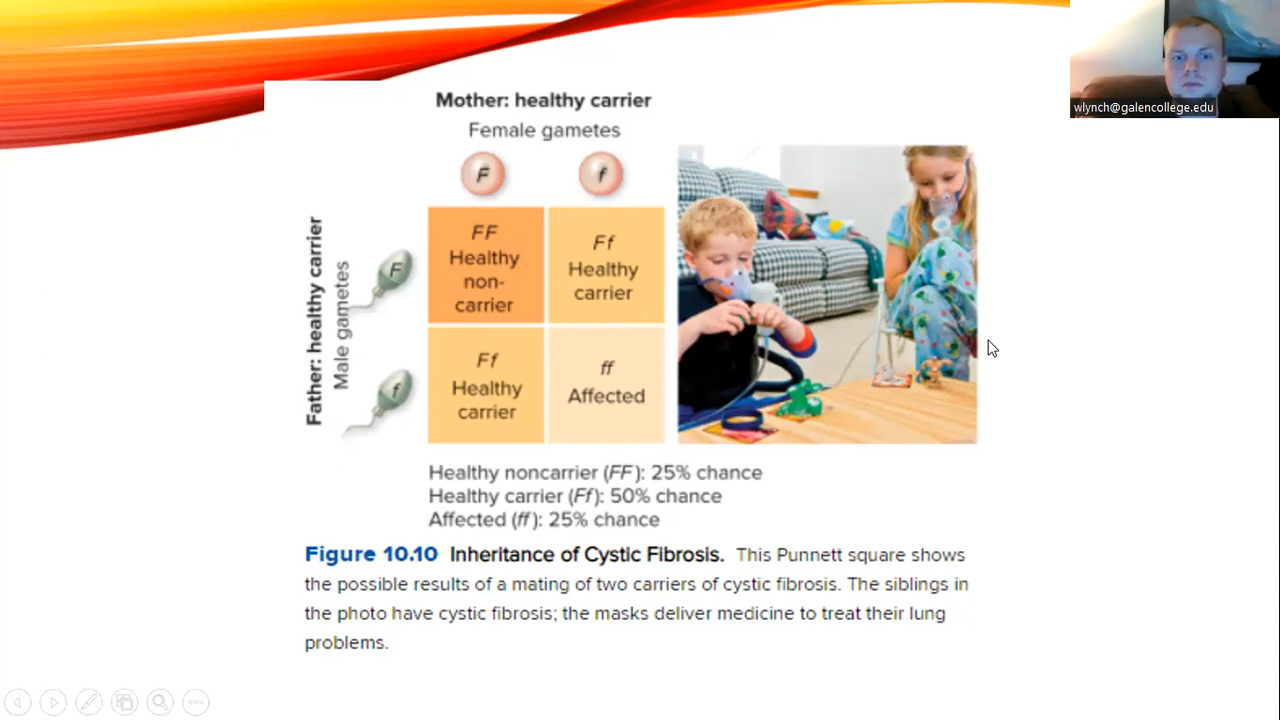 Mother: healthy carrier
Female gametes
F
f
Father: healthy carrier
Male gametes
F
f
FF
Healthy
non-
carrier
Ff
Healthy
carrier
Ff
Healthy
carrier
ff
Affected
Healthy noncarrier (FF): 25% chance
Healthy carrier (Ff): 50% chance
Affected (ff): 25% chance
Figure 10.10 Inheritance of Cystic Fibrosis. This Punnett square shows
the possible results of a mating of two carriers of cystic fibrosis. The siblings in
the photo have cystic fibrosis; the masks deliver medicine to treat their lung
problems.
wlynch@galencollege.edu